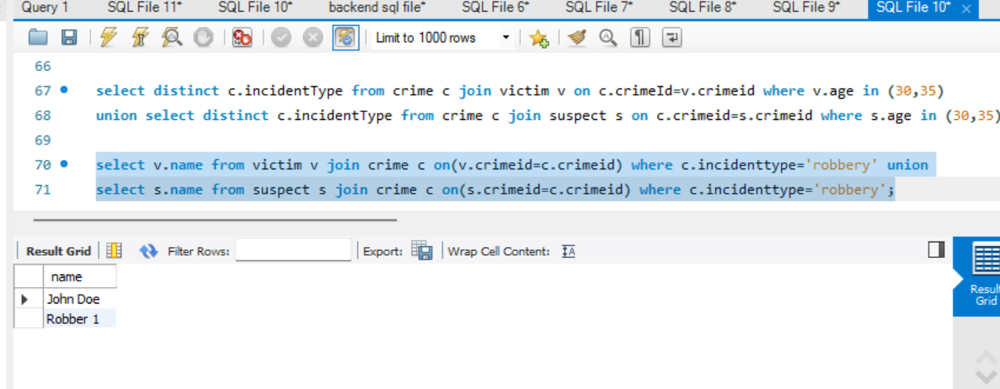 Query 1 SQL File 11* SQL File 10* backend sql file* SQL File 6* SQL File 7* SQL File 8* SQL File 9* SQL File 10* ×
Limit to 1000 rows
66
67 select distinct c.incidentType from crime c join victim v on c.crimeId=v.crimeid where v.age in (30,35)
68 union select distinct c.incidentType from crime c join suspect s on c.crimeid=s.crimeid where s.age in (30,35)
69
70 select v.name from victim v join crime c on(v.crimeid=c.crimeid) where c.incidenttype='robbery' union
71 select s.name from suspect s join crime c on(s.crimeid=c.crimeid) where c.incidenttype='robbery';
Result Grid Filter Rows: Export: Wrap Cell Content: IA
name
John Doe
Robber 1
Result
Grid